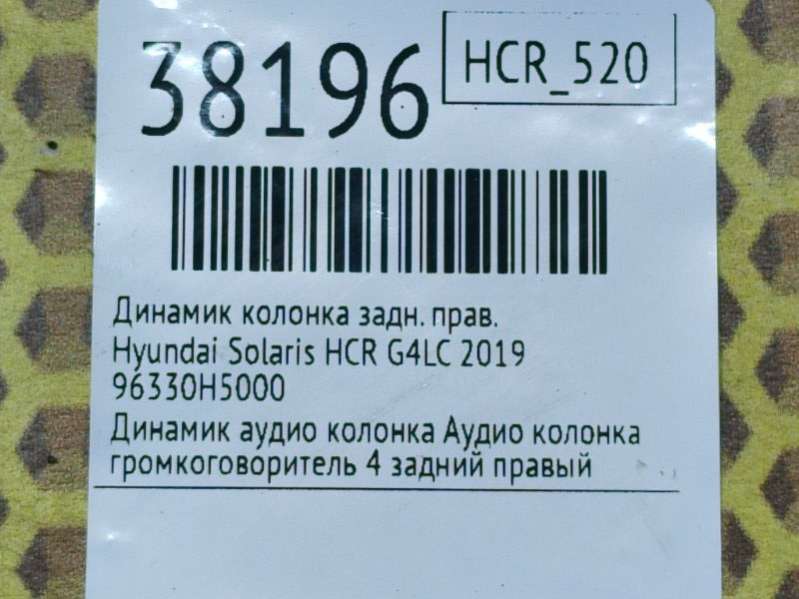 38196
HCR_520
Динамик колонка задн. прав.
Hyundai Solaris HCR G4LC 2019
96330H5000
Динамик аудио колонка Аудио колонка
громкоговоритель 4 задний правый